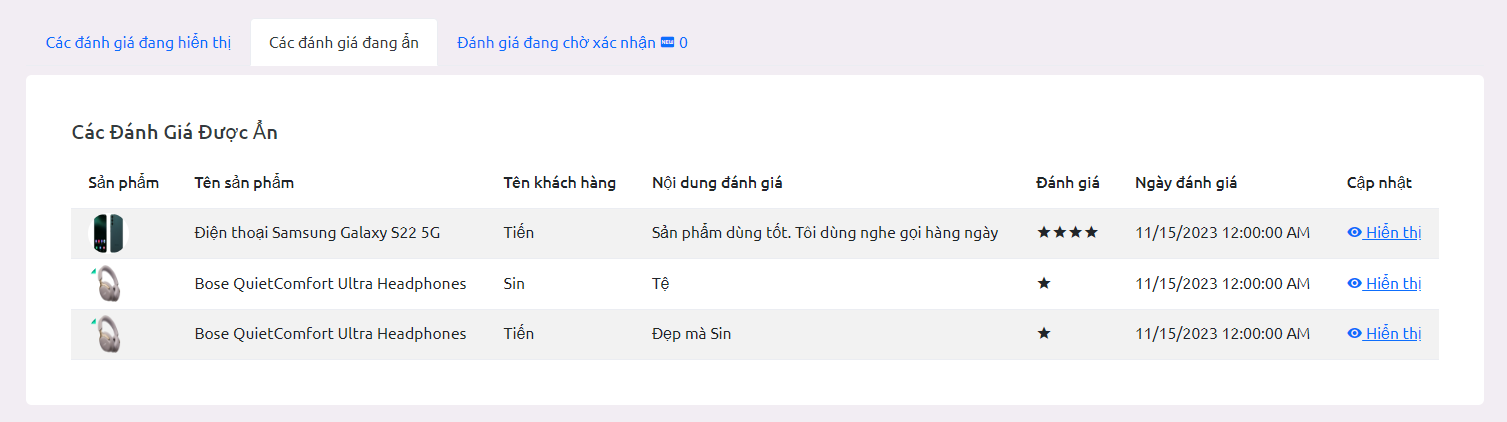 Các đánh giá đang hiển thị Các đánh giá đang ẩn Đánh giá đang chờ xác nhận NEW 0
Các Đánh Giá Được Ẩn
Sản phẩm Tên sản phẩm Tên khách hàng Nội dung đánh giá Đánh giá Ngày đánh giá Cập nhật
Điện thoại Samsung Galaxy S22 5G Tiến Sản phẩm dùng tốt. Tôi dùng nghe gọi hàng ngày ★★★★ 11/15/2023 12:00:00 AM Hiển thị
Bose QuietComfort Ultra Headphones Sin Tệ ★ 11/15/2023 12:00:00 AM Hiển thị
Bose QuietComfort Ultra Headphones Tiến Đẹp mà Sin ★ 11/15/2023 12:00:00 AM Hiển thị